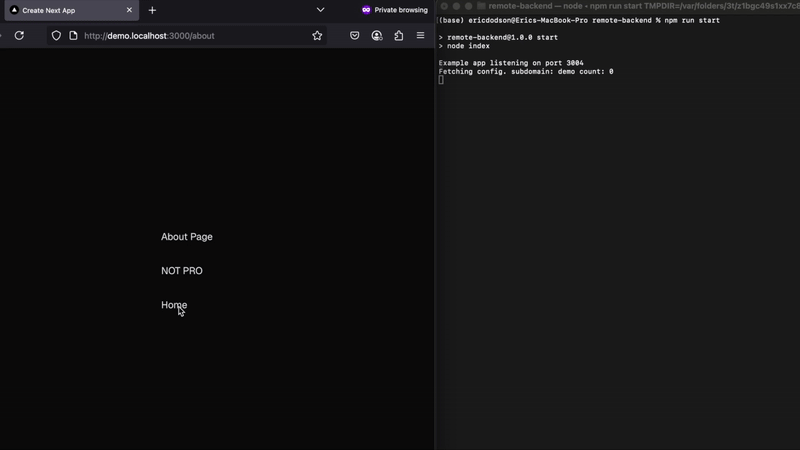 Create Next App
Private browsing
http://demo.localhost:3000/about
About Page
NOT PRO
Home
remote-backend — node • npm run start TMPDIR=/var/folders/3t/z1bgc49s1xx7c8
(base) ericdodson@Erics-MacBook-Pro remote-backend % npm run start
> remote-backend@1.0.0 start
> node index
Example app listening on port 3004
Fetching config. subdomain: demo count: 0